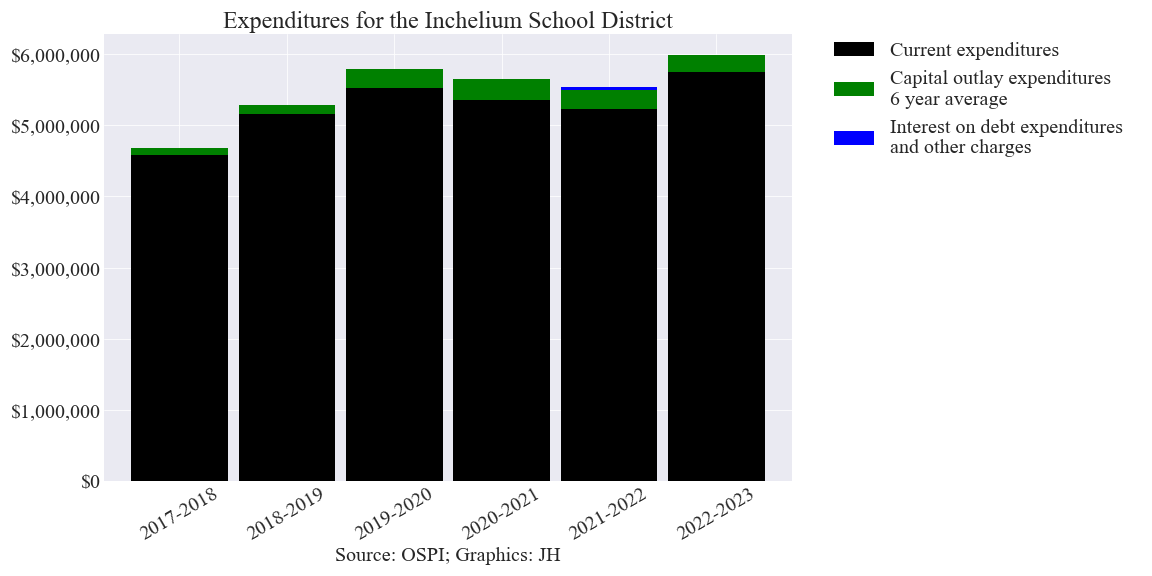 Expenditures for the Inchelium School District
$6,000,000
$5,000,000
$4,000,000
$3,000,000
$2,000,000
$1,000,000
$0
2017-2018
2018-2019
2019-2020
2020-2021
2021-2022
2022-2023
Source: OSPI; Graphics: JH
Current expenditures
Capital outlay expenditures
6 year average
Interest on debt expenditures
and other charges